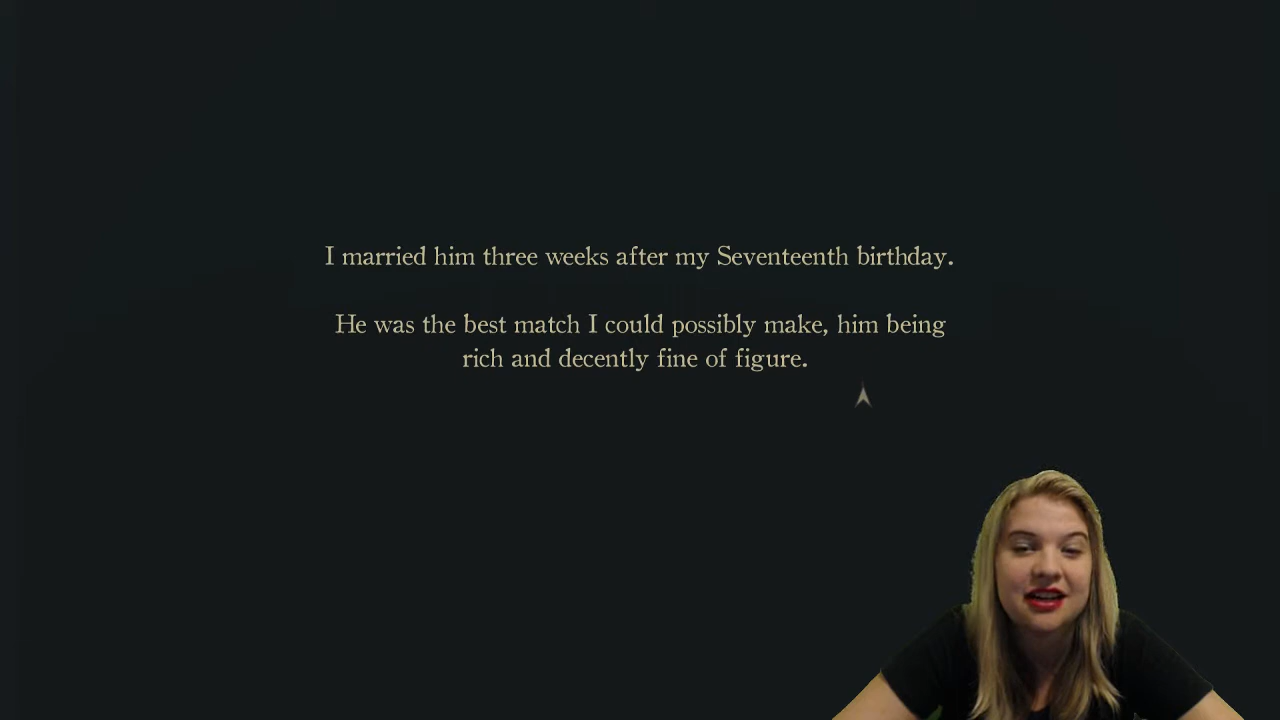 I married him three weeks after my Seventeenth birthday.
He was the best match I could possibly make, him being
rich and decently fine of figure.